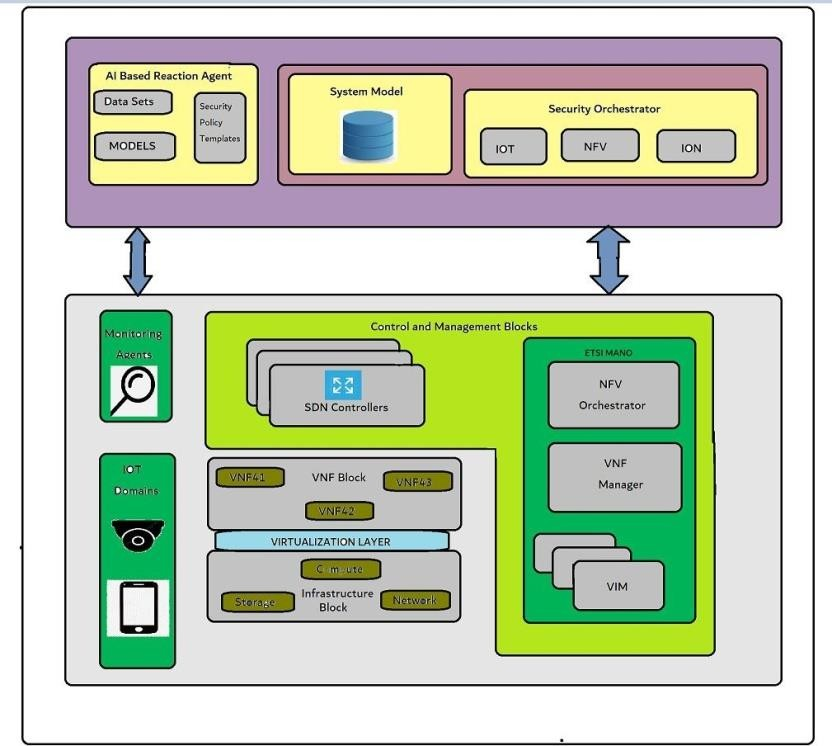 AI Based Reaction Agent
Data Sets
MODELS
Security
Policy
Templates
System Model
Security Orchestrator
IOT
NFV
ION
Monitoring
Agents
IOT
Domains
Control and Management Blocks
SDN Controllers
ETSI MANO
NFV
Orchestrator
VNF
Manager
VIM
VNF41
VNF Block
VNF43
VNF42
VIRTUALIZATION LAYER
Storage
Infrastructure
Block
Network